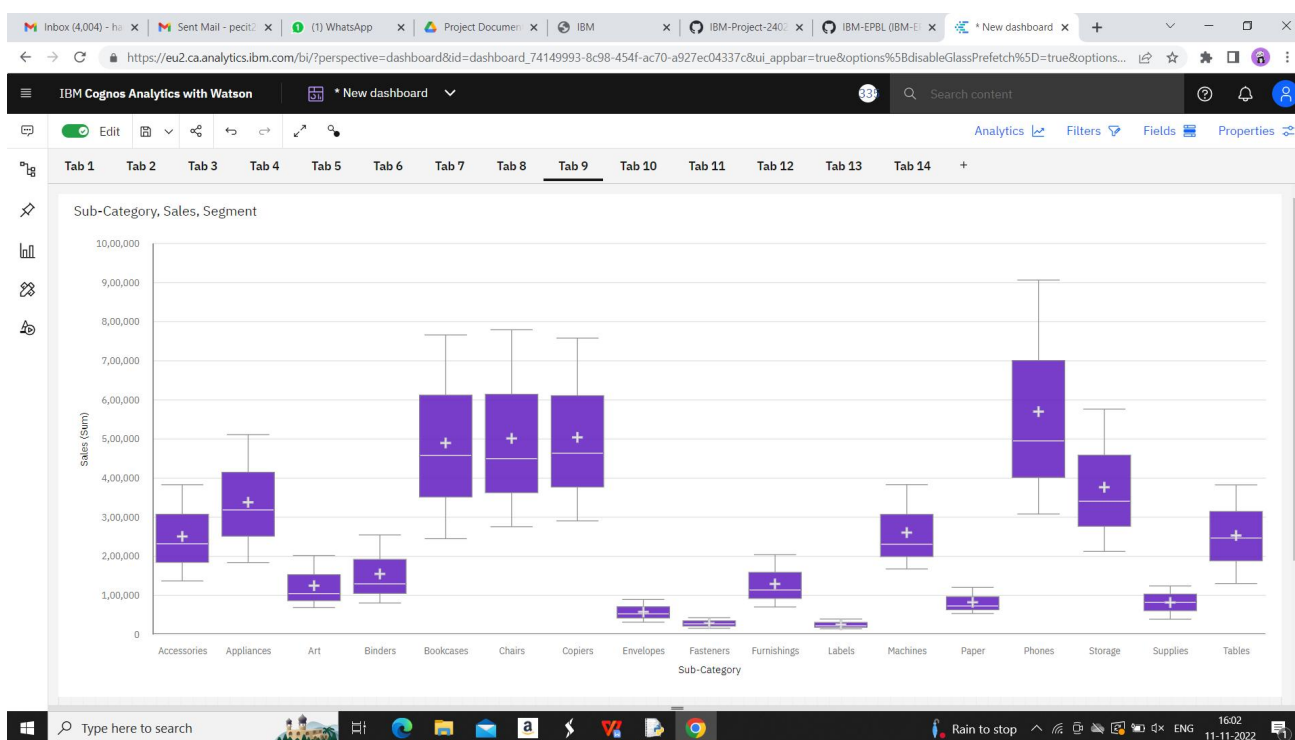 Inbox (4,004) - ha
Sent Mail - pecit2
(1) WhatsApp
Project Documen
IBM
IBM-Project-2402
IBM-EPBL (IBM-E
* New dashboard
https://eu2.ca.analytics.ibm.com/bi/?perspective=dashboard&id=dashboard_74149993-8c98-454f-ac70-a927ec04337c&ui_appbar=true&options%5BdisableGlassPrefetch%5D=true&options...
IBM Cognos Analytics with Watson
* New dashboard
Search content
Edit
Analytics
Filters
Fields
Properties
Tab 1 Tab 2 Tab 3 Tab 4 Tab 5 Tab 6 Tab 7 Tab 8 Tab 9 Tab 10 Tab 11 Tab 12 Tab 13 Tab 14 +
Sub-Category, Sales, Segment
10,00,000
9,00,000
8,00,000
7,00,000
6,00,000
5,00,000
4,00,000
3,00,000
2,00,000
1,00,000
0
Sales (Sum)
Accessories Appliances Art Binders Bookcases Chairs Copiers Envelopes Fasteners Furnishings Labels Machines Paper Phones Storage Supplies Tables
Sub-Category
Type here to search
Rain to stop
ENG
16:02
11-11-2022